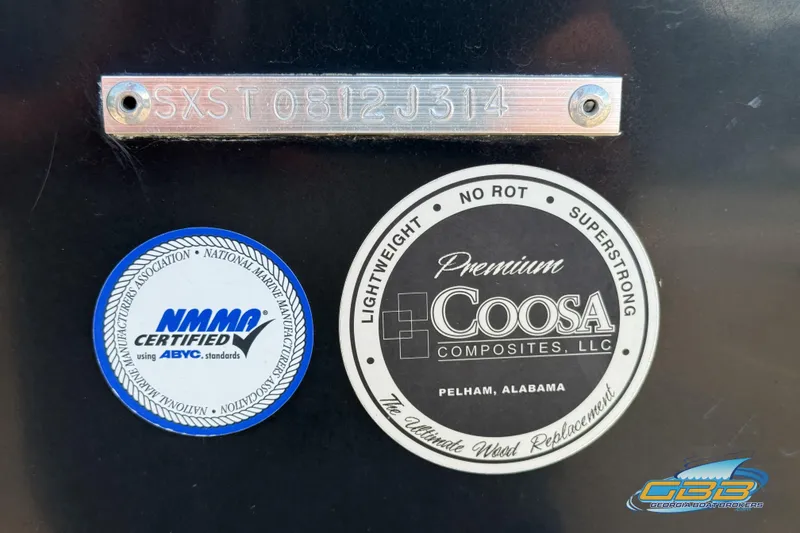 SXST0812J314
NATIONAL MARINE MANUFACTURERS ASSOCIATION • NATIONAL MARINE MANUFACTURERS ASSOCIATION •
NMMA®
CERTIFIED
using ABYC. standards
LIGHTWEIGHT • NO ROT • SUPERSTRONG
Premium
COOSA
COMPOSITES, LLC
PELHAM, ALABAMA
The Ultimate Wood Replacement
GBB
GEORGIA BOAT BROKERS